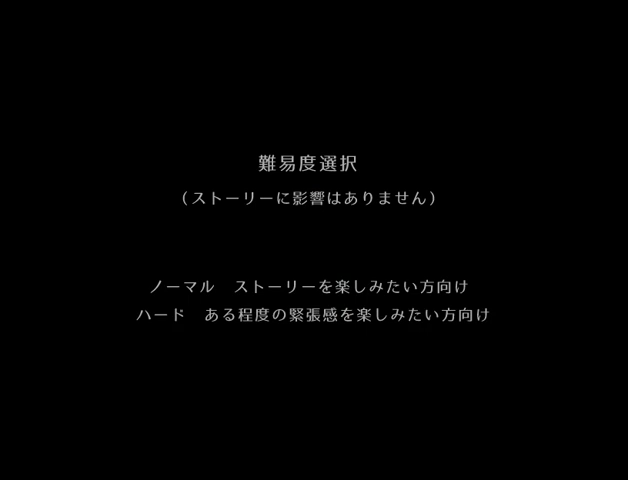 難易度選択
（ストーリーに影響はありません）
ノーマル　ストーリーを楽しみたい方向け
ハード　ある程度の緊張感を楽しみたい方向け